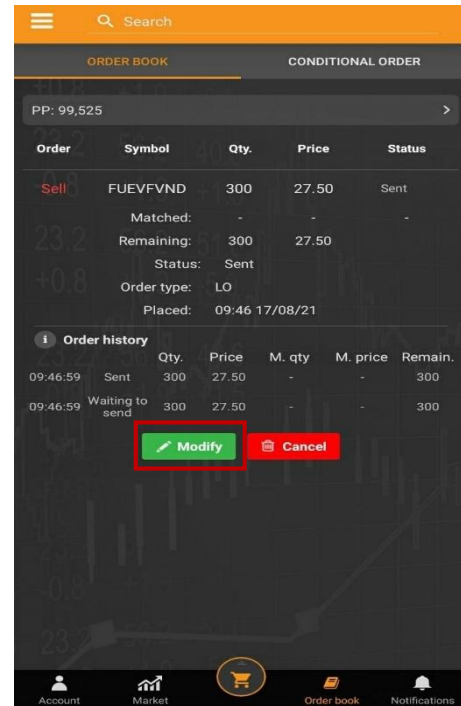 Search
ORDER BOOK CONDITIONAL ORDER
PP: 99,525 >
Order Symbol Qty. Price Status
Sell FUEVFVND 300 27.50 Sent
Matched: - - -
Remaining: 300 27.50 -
Status: Sent
Order type: LO
Placed: 09:46 17/08/21
i Order history
Qty. Price M. qty M. price Remain.
09:46:59 Sent 300 27.50 - - 300
09:46:59 Waiting to send 300 27.50 - - 300
Modify Cancel
Account Market Order book Notifications